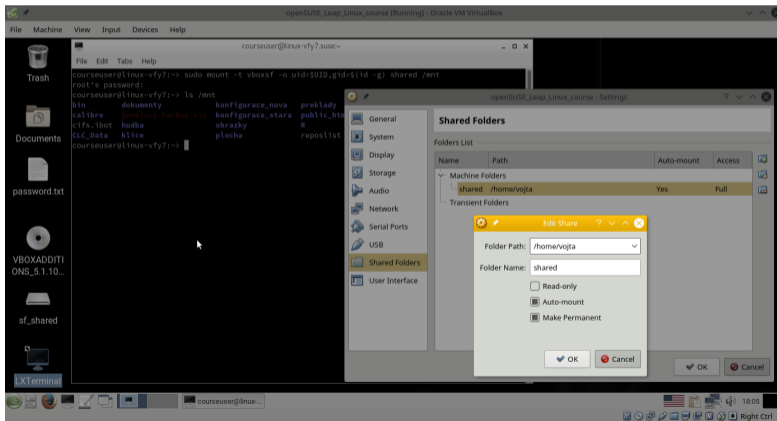 openSUSE_Leap_Linux_course [Running] - Oracle VM VirtualBox
File Machine View Input Devices Help
Trash
Documents
password.txt
VBOXADDITI
ONS_5.1.10...
sf_shared
LXTerminal
courseuser@linux-vfy7.suse:~
File Edit Tabs Help
courseuser@linux-vfy7:~> sudo mount -t vboxsf -o uid=$UID,gid=$(id -g) shared /mnt
root's password:
courseuser@linux-vfy7:~> ls /mnt
bin dokumenty konfigurace_nova preklady
calibre konfigurace_stara public_htm
cifs.ibot hudba obrazky R
CLC_Data klice plocha reposlist
courseuser@linux-vfy7:~>
openSUSE_Leap_Linux_course - Settings
General
System
Display
Storage
Audio
Network
Serial Ports
USB
Shared Folders
User Interface
Shared Folders
Folders List
Name Path Auto-mount Access
Machine Folders
shared /home/vojta Yes Full
Transient Folders
Edit Share
Folder Path: /home/vojta
Folder Name: shared
Read-only
Auto-mount
Make Permanent
OK Cancel
OK Cancel
courseuser@linux-...
18:05
Right Ctrl